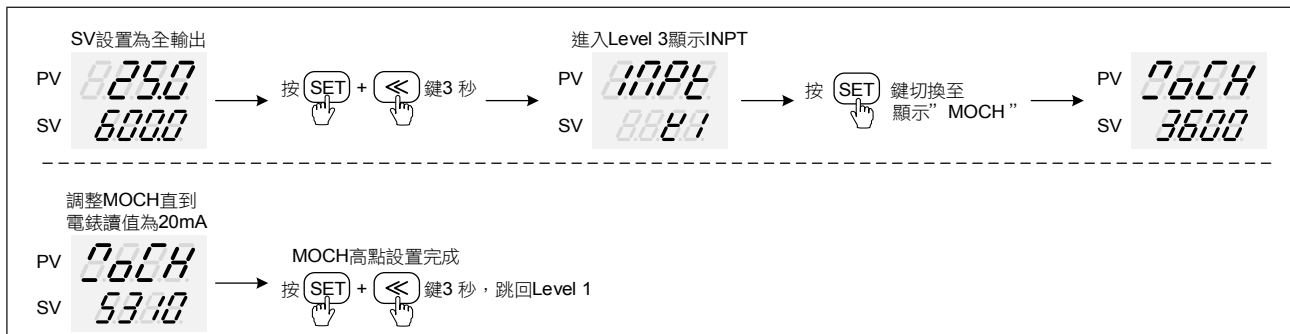 SV設置為全輸出
PV 25.0
SV 600.0
按 SET + ≪ 鍵3 秒
進入Level 3顯示INPT
PV INPt
SV t1
按 SET 鍵切換至
顯示”MOCH”
PV MoCH
SV 3600
調整MOCH直到
電錶讀值為20mA
PV MoCH
SV 5310
MOCH高點設置完成
按 SET + ≪ 鍵3 秒，跳回Level 1